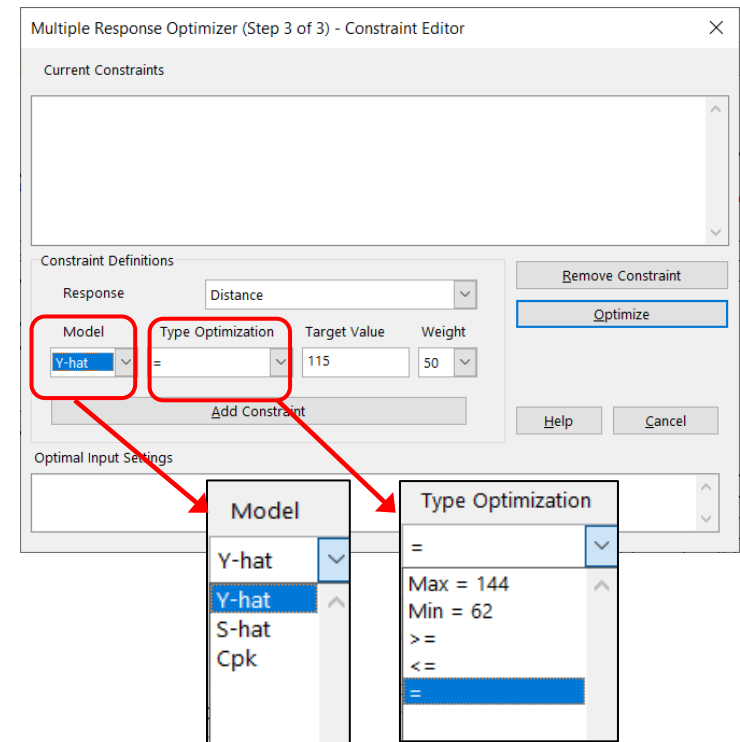 Multiple Response Optimizer (Step 3 of 3) - Constraint Editor
Current Constraints
Constraint Definitions
Response Distance
Model Type Optimization Target Value Weight
Y-hat = 115 50
Add Constraint
Remove Constraint
Optimize
Help Cancel
Optimal Input Settings
Model
Y-hat
Y-hat
S-hat
Cpk
Type Optimization
=
Max = 144
Min = 62
>=
<=
=